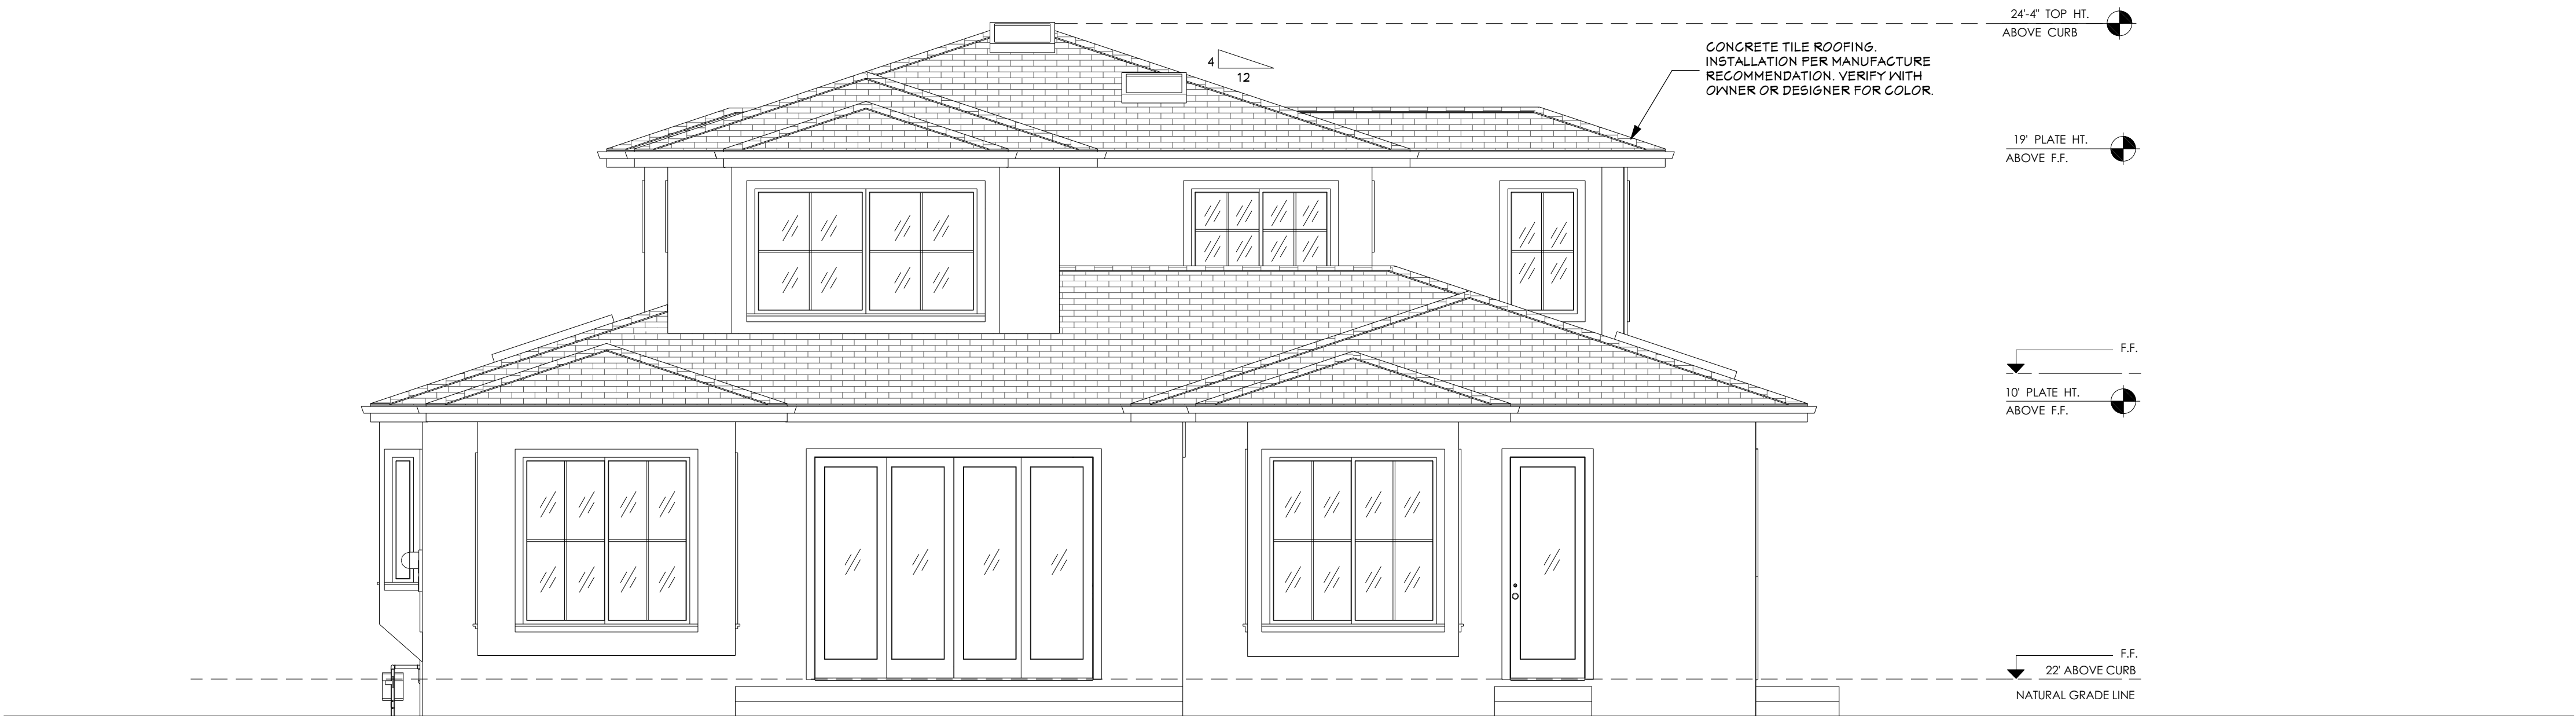 24'-4" TOP HT.
ABOVE CURB
CONCRETE TILE ROOFING.
INSTALLATION PER MANUFACTURE
RECOMMENDATION. VERIFY WITH
OWNER OR DESIGNER FOR COLOR.
4
12
19' PLATE HT.
ABOVE F.F.
F.F.
10' PLATE HT.
ABOVE F.F.
F.F.
22' ABOVE CURB
NATURAL GRADE LINE